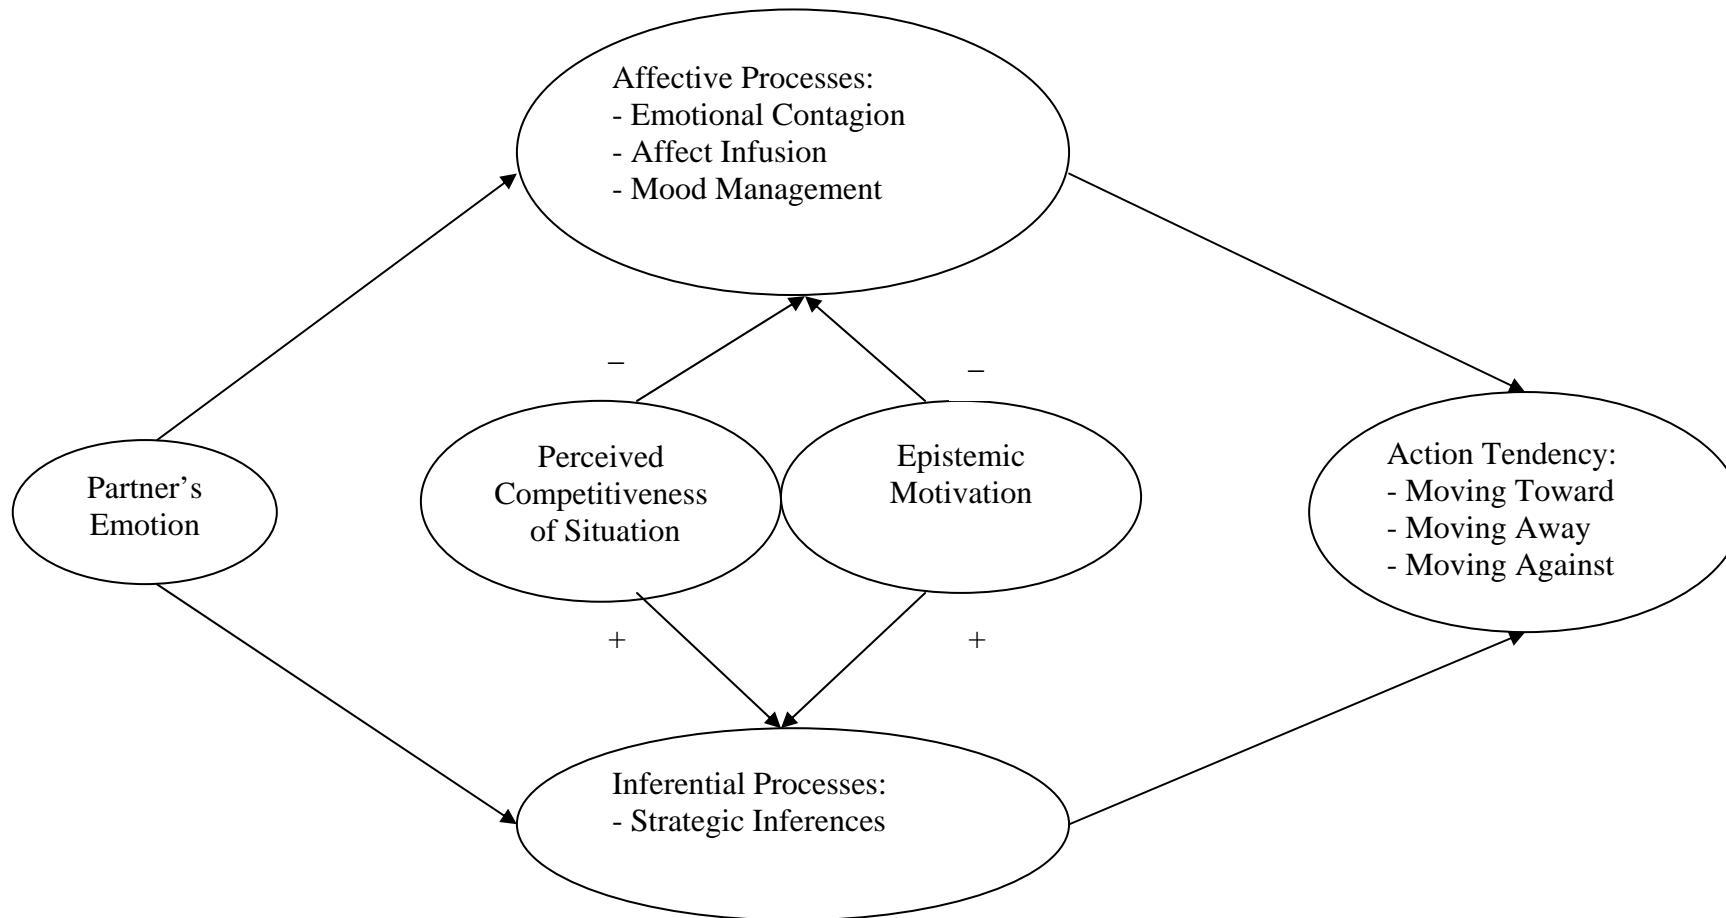 Affective Processes:
- Emotional Contagion
- Affect Infusion
- Mood Management
–
–
Partner’s
Emotion
Perceived
Competitiveness
of Situation
Epistemic
Motivation
Action Tendency:
- Moving Toward
- Moving Away
- Moving Against
+
+
Inferential Processes:
- Strategic Inferences